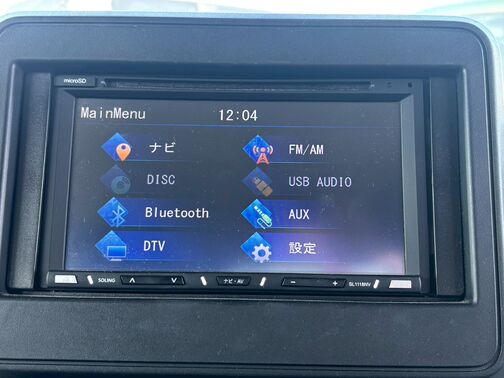 microSD
MainMenu 12:04
ナビ FM/AM
DISC USB AUDIO
Bluetooth AUX
DTV 設定
SOLING ∧ ∨ ナビ・AV − + SL111BNV